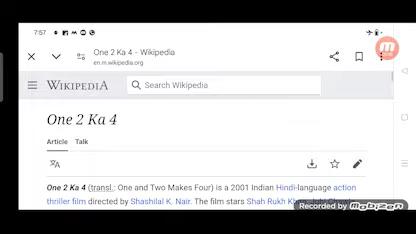 7:57
One 2 Ka 4 - Wikipedia
en.m.wikipedia.org
WIKIPEDIA
Search Wikipedia
One 2 Ka 4
Article Talk
One 2 Ka 4 (transl.: One and Two Makes Four) is a 2001 Indian Hindi-language action
thriller film directed by Shashilal K. Nair. The film stars Shah Rukh
Recorded by MOBIZEN